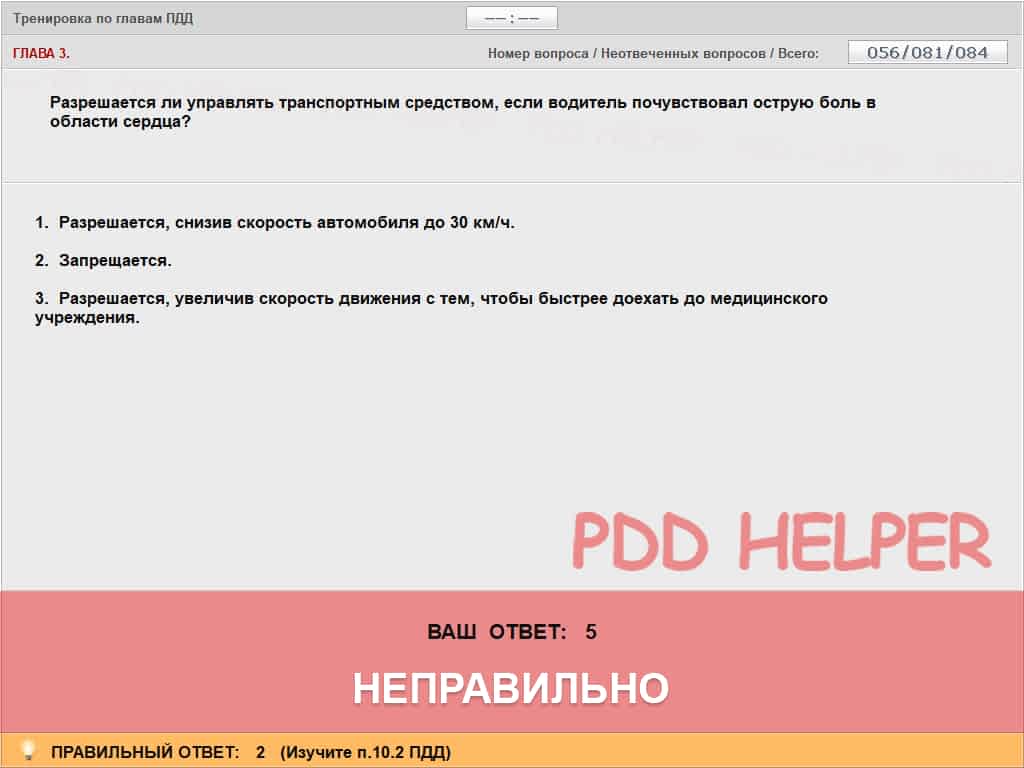 Тренировка по главам ПДД
—— : ——
ГЛАВА 3.
Номер вопроса / Неотвеченных вопросов / Всего:
056/081/084
Разрешается ли управлять транспортным средством, если водитель почувствовал острую боль в
области сердца?
1. Разрешается, снизив скорость автомобиля до 30 км/ч.
2. Запрещается.
3. Разрешается, увеличив скорость движения с тем, чтобы быстрее доехать до медицинского
учреждения.
PDD HELPER
ВАШ ОТВЕТ: 5
НЕПРАВИЛЬНО
ПРАВИЛЬНЫЙ ОТВЕТ: 2 (Изучите п.10.2 ПДД)